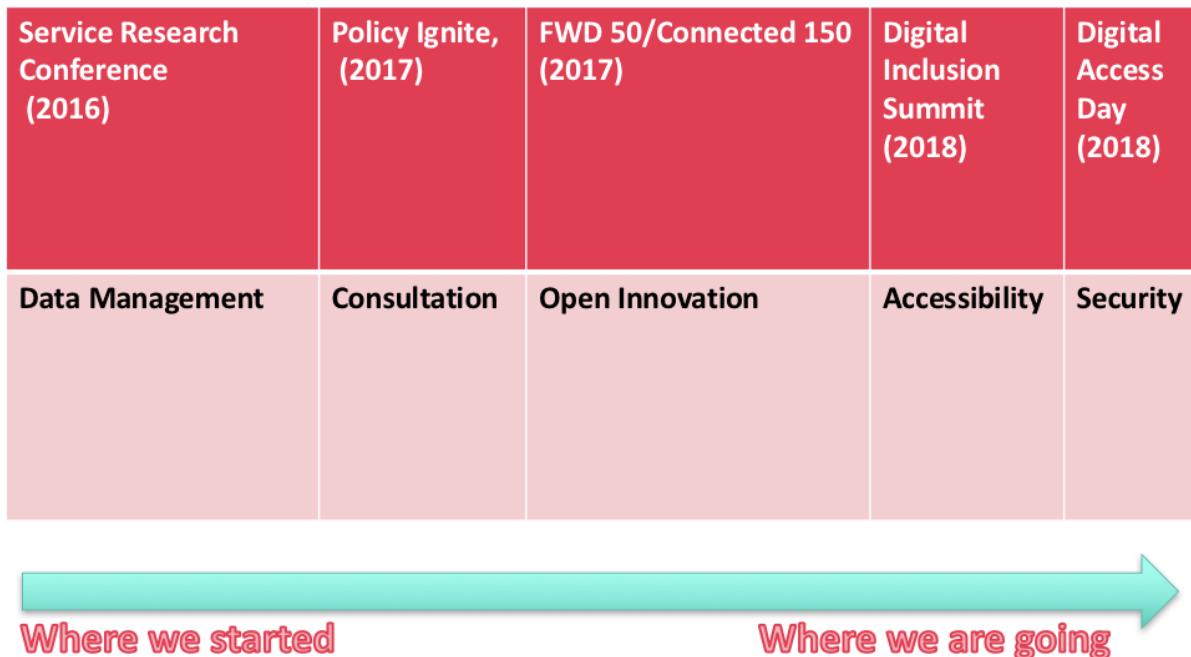 Service Research
Conference
(2016)
Policy Ignite,
(2017)
FWD 50/Connected 150
(2017)
Digital
Inclusion
Summit
(2018)
Digital
Access
Day
(2018)
Data Management
Consultation
Open Innovation
Accessibility
Security
Where we started
Where we are going